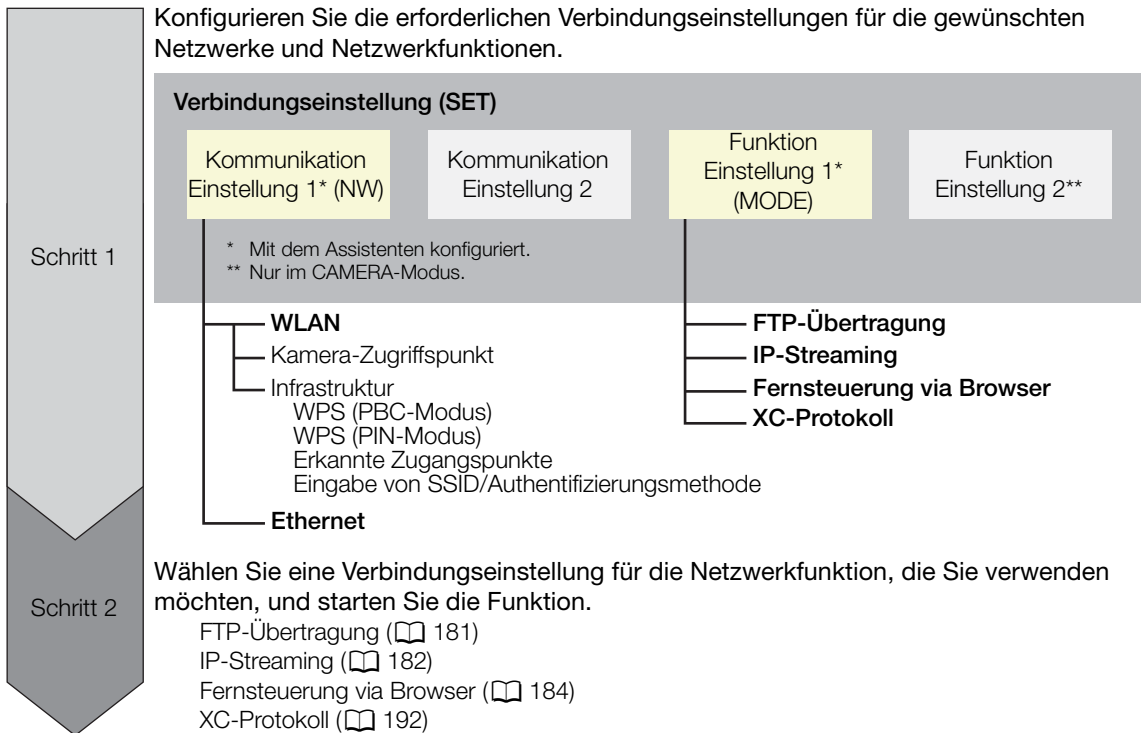 Konfigurieren Sie die erforderlichen Verbindungseinstellungen für die gewünschten
Netzwerke und Netzwerkfunktionen.
Schritt 1
Verbindungseinstellung (SET)
Kommunikation
Einstellung 1* (NW)
Kommunikation
Einstellung 2
Funktion
Einstellung 1*
(MODE)
Funktion
Einstellung 2**
* Mit dem Assistenten konfiguriert.
** Nur im CAMERA-Modus.
WLAN
Kamera-Zugriffspunkt
Infrastruktur
WPS (PBC-Modus)
WPS (PIN-Modus)
Erkannte Zugangspunkte
Eingabe von SSID/Authentifizierungsmethode
Ethernet
FTP-Übertragung
IP-Streaming
Fernsteuerung via Browser
XC-Protokoll
Schritt 2
Wählen Sie eine Verbindungseinstellung für die Netzwerkfunktion, die Sie verwenden
möchten, und starten Sie die Funktion.
FTP-Übertragung (📖 181)
IP-Streaming (📖 182)
Fernsteuerung via Browser (📖 184)
XC-Protokoll (📖 192)